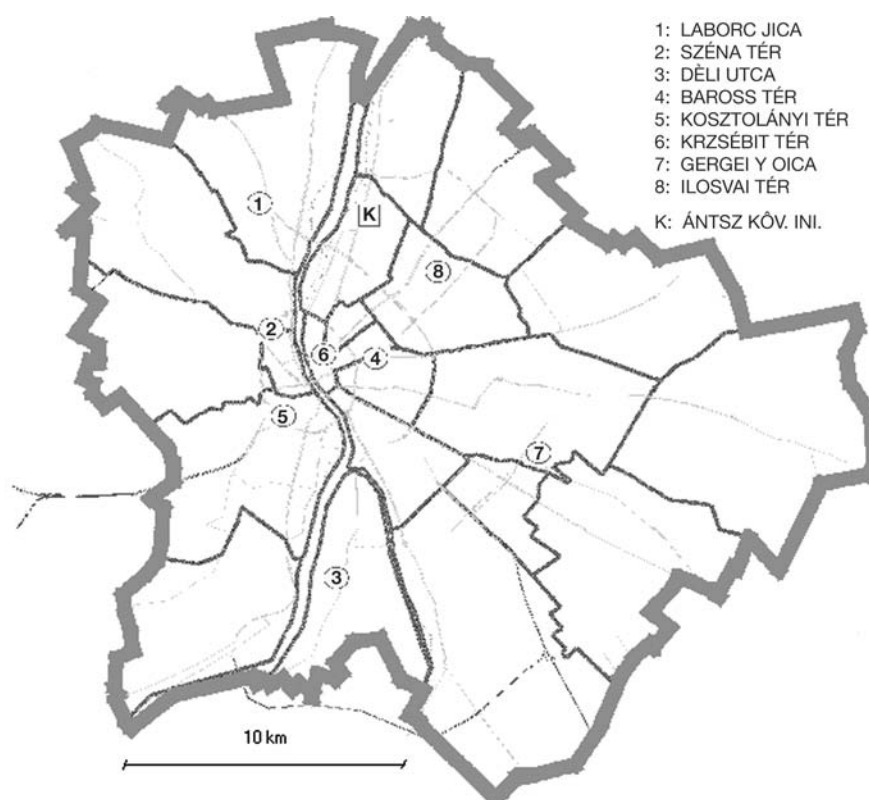 1: LABORC JICA
2: SZÉNA TÉR
3: DÈLI UTCA
4: BAROSS TÉR
5: KOSZTOLÁNYI TÉR
6: KRZSÉBIT TÉR
7: GERGEI Y OICA
8: ILOSVAI TÉR
K: ÁNTSZ KÔV. INI.
1
K
8
2
6
4
5
7
3
10 km